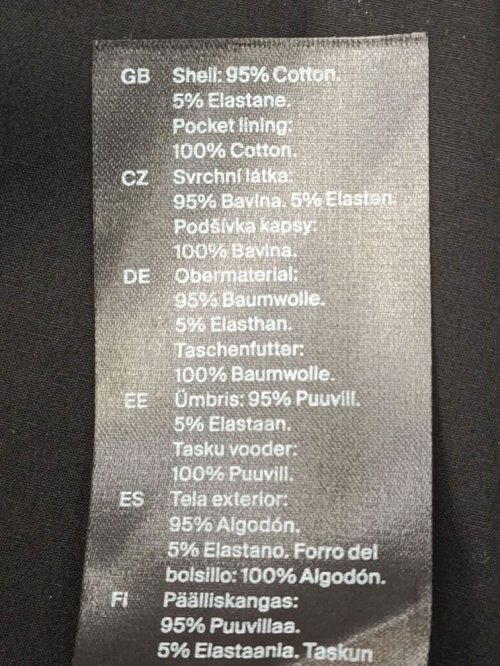 GB Shell: 95% Cotton.
5% Elastane.
Pocket lining:
100% Cotton.
CZ Svrchní látka:
95% Bavlna. 5% Elasten.
Podšívka kapsy:
100% Bavlna.
DE Obermaterial:
95% Baumwolle.
5% Elasthan.
Taschenfutter:
100% Baumwolle.
EE Ümbris: 95% Puuvill.
5% Elastaan.
Tasku vooder:
100% Puuvill.
ES Tela exterior:
95% Algodón.
5% Elastano. Forro del
bolsillo: 100% Algodón.
FI Päälliskangas:
95% Puuvillaa.
5% Elastaania. Taskun